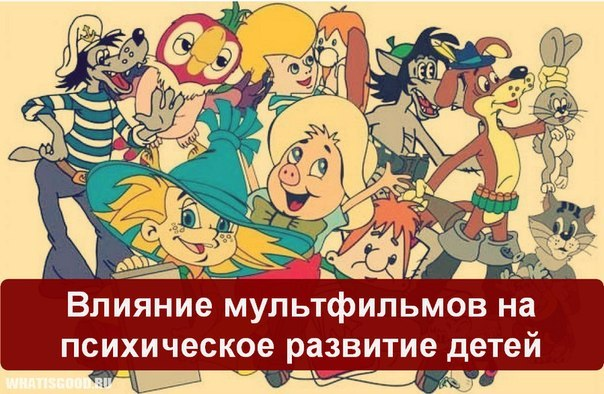 Влияние мультфильмов на
психическое развитие детей
WHATISGOOD.RU